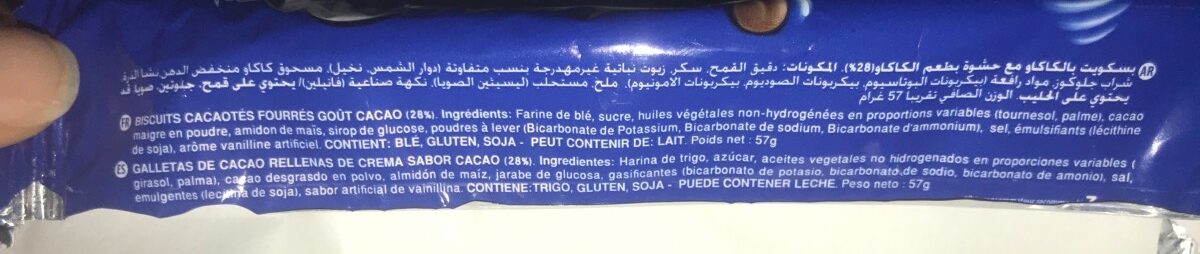 AR بسكويت بالكاكاو مع حشوة بطعم الكاكاو (28%). المكونات: دقيق القمح, سكر, زيوت نباتية غيرمهدرجة بنسب متفاوتة (دوار الشمس, نخيل), مسحوق كاكاو منخفض الدهن, نشا الذرة,
شراب جلوكوز, مواد رافعة (بيكربونات البوتاسيوم, بيكربونات الصوديوم, بيكربونات الامونيوم), ملح, مستحلب (ليسيتين الصويا), نكهة صناعية (فانيلين)/ يحتوي على قمح, جلوتين, صويا قد
يحتوي على الحليب. الوزن الصافي تقريبا 57 غرام
FR BISCUITS CACAOTÉS FOURRÉS GOÛT CACAO (28%). Ingrédients: Farine de blé, sucre, huiles végétales non-hydrogénées en proportions variables (tournesol, palme), cacao
maigre en poudre, amidon de maïs, sirop de glucose, poudres à lever (Bicarbonate de Potassium, Bicarbonate de sodium, Bicarbonate d'ammonium), sel, émulsifiants (lécithine
de soja), arôme vanilline artificiel. CONTIENT: BLÉ, GLUTEN, SOJA - PEUT CONTENIR DE: LAIT. Poids net : 57g
ES GALLETAS DE CACAO RELLENAS DE CREMA SABOR CACAO (28%). Ingredientes: Harina de trigo, azúcar, aceites vegetales no hidrogenados en proporciones variables (
girasol, palma), cacao desgrasdo en polvo, almidón de maíz, jarabe de glucosa, gasificantes (bicarbonato de potasio, bicarbonato de sodio, bicarbonato de amonio), sal,
emulgentes (lecitina de soja), sabor artificial de vainillina. CONTIENE:TRIGO, GLUTEN, SOJA - PUEDE CONTENER LECHE. Peso neto : 57g